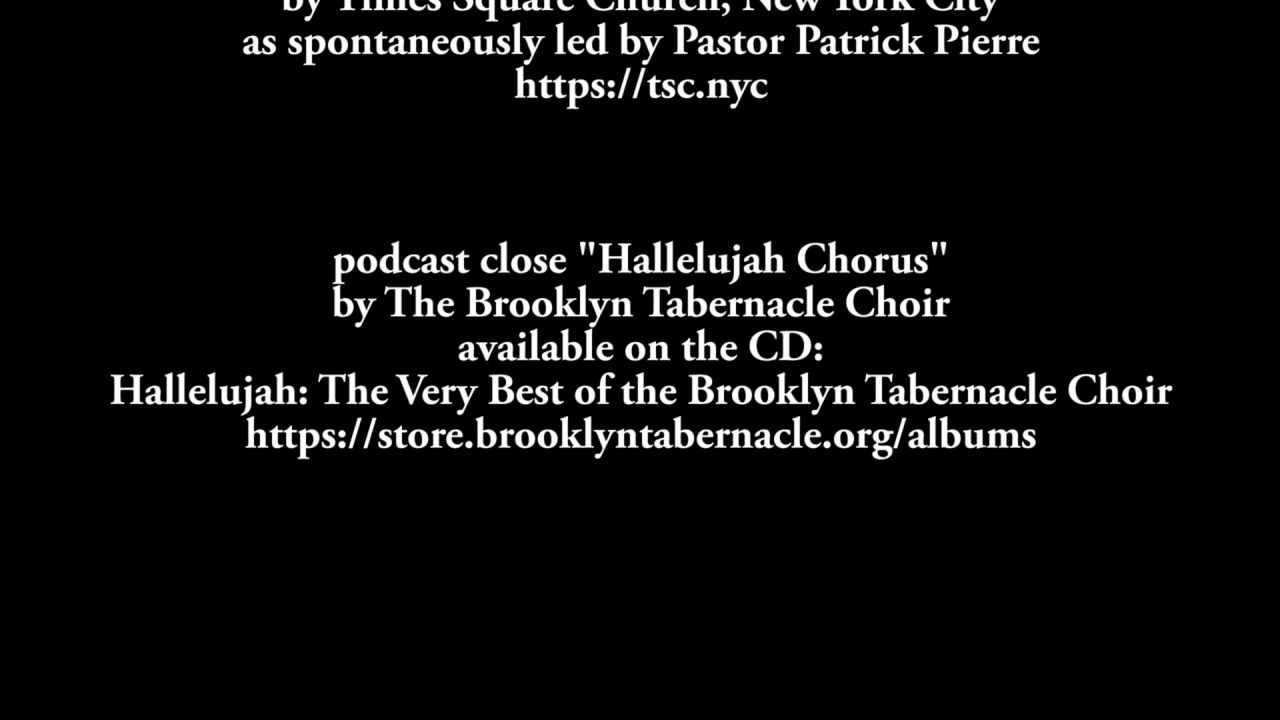 by Times Square Church, New York City
as spontaneously led by Pastor Patrick Pierre
https://tsc.nyc
podcast close "Hallelujah Chorus"
by The Brooklyn Tabernacle Choir
available on the CD:
Hallelujah: The Very Best of the Brooklyn Tabernacle Choir
https://store.brooklyntabernacle.org/albums